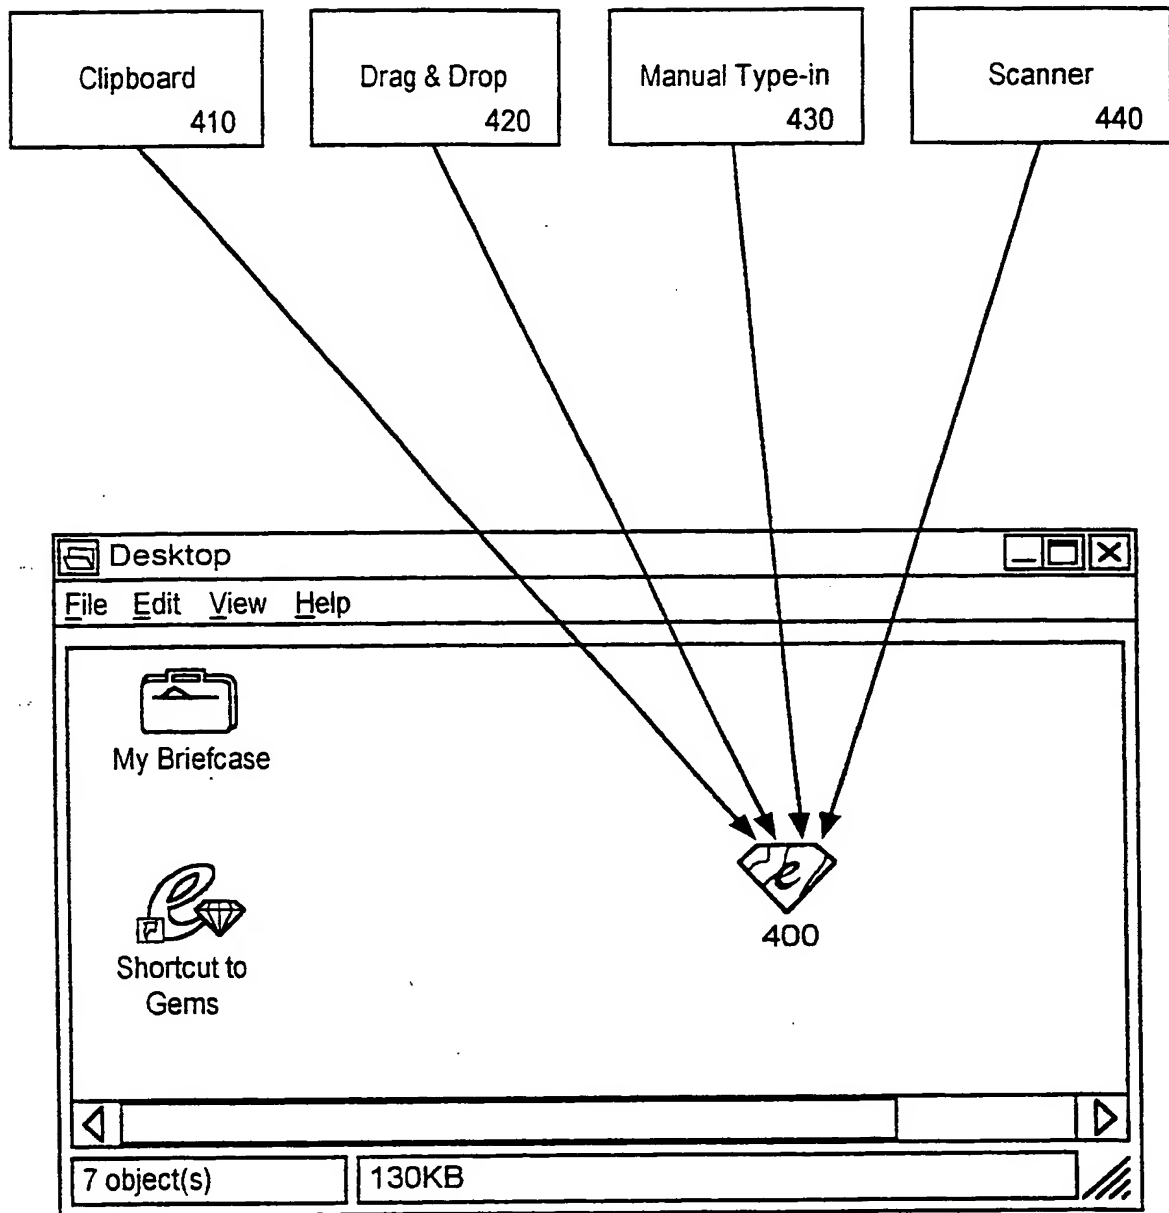 Clipboard
410
Drag & Drop
420
Manual Type-in
430
Scanner
440
Desktop
File Edit View Help
My Briefcase
e
400
e
Shortcut to
Gems
7 object(s)
130KB